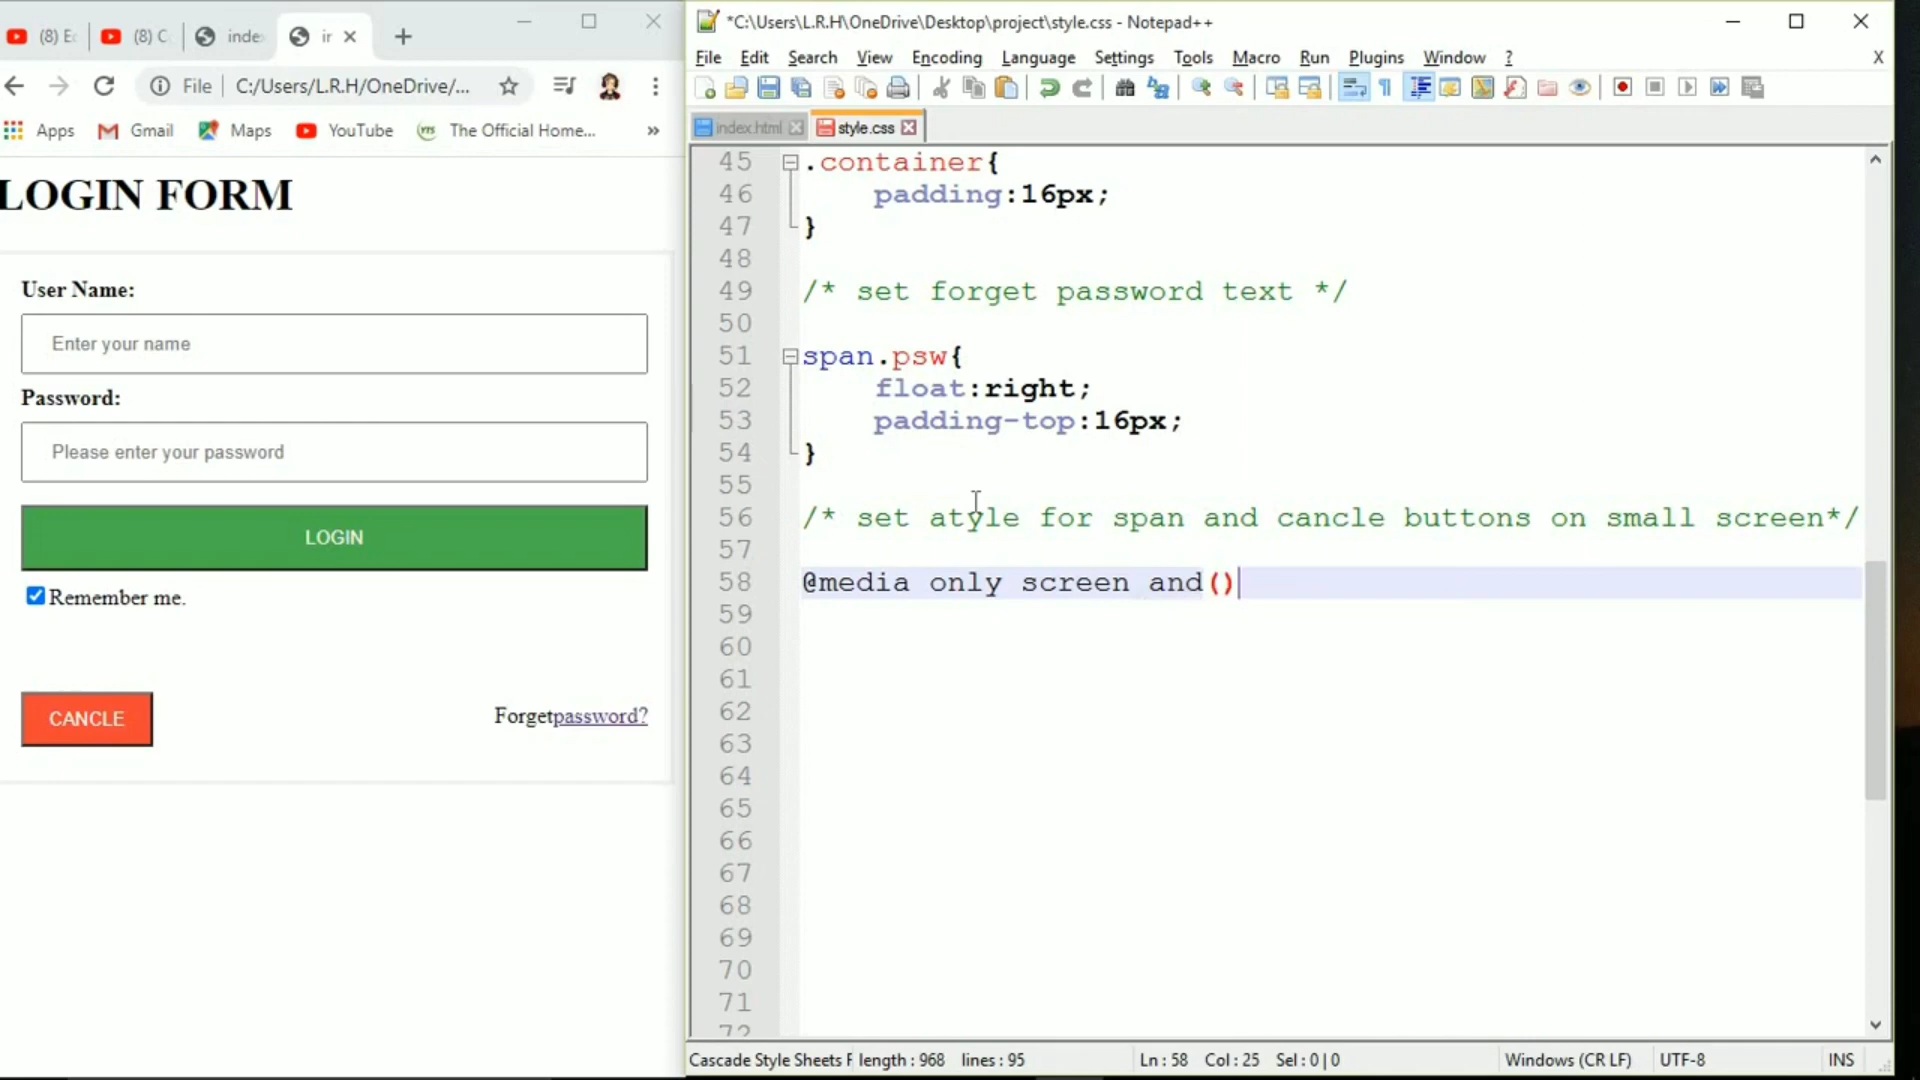 (8) Ec
(8) Co
index
in
File
C:/Users/L.R.H/OneDrive/...
Apps
Gmail
Maps
YouTube
The Official Home...
»
LOGIN FORM
User Name:
Enter your name
Password:
Please enter your password
LOGIN
Remember me.
CANCLE
Forgetpassword?
*C:\Users\L.R.H\OneDrive\Desktop\project\style.css - Notepad++
File Edit Search View Encoding Language Settings Tools Macro Run Plugins Window ? X
index.html
style.css
45 .container{
46 padding:16px;
47 }
48
49 /* set forget password text */
50
51 span.psw{
52 float:right;
53 padding-top:16px;
54 }
55
56 /* set atyle for span and cancle buttons on small screen*/
57
58 @media only screen and()
59
60
61
62
63
64
65
66
67
68
69
70
71
72
Cascade Style Sheets F length : 968 lines : 95 Ln : 58 Col : 25 Sel : 0 | 0 Windows (CR LF) UTF-8 INS